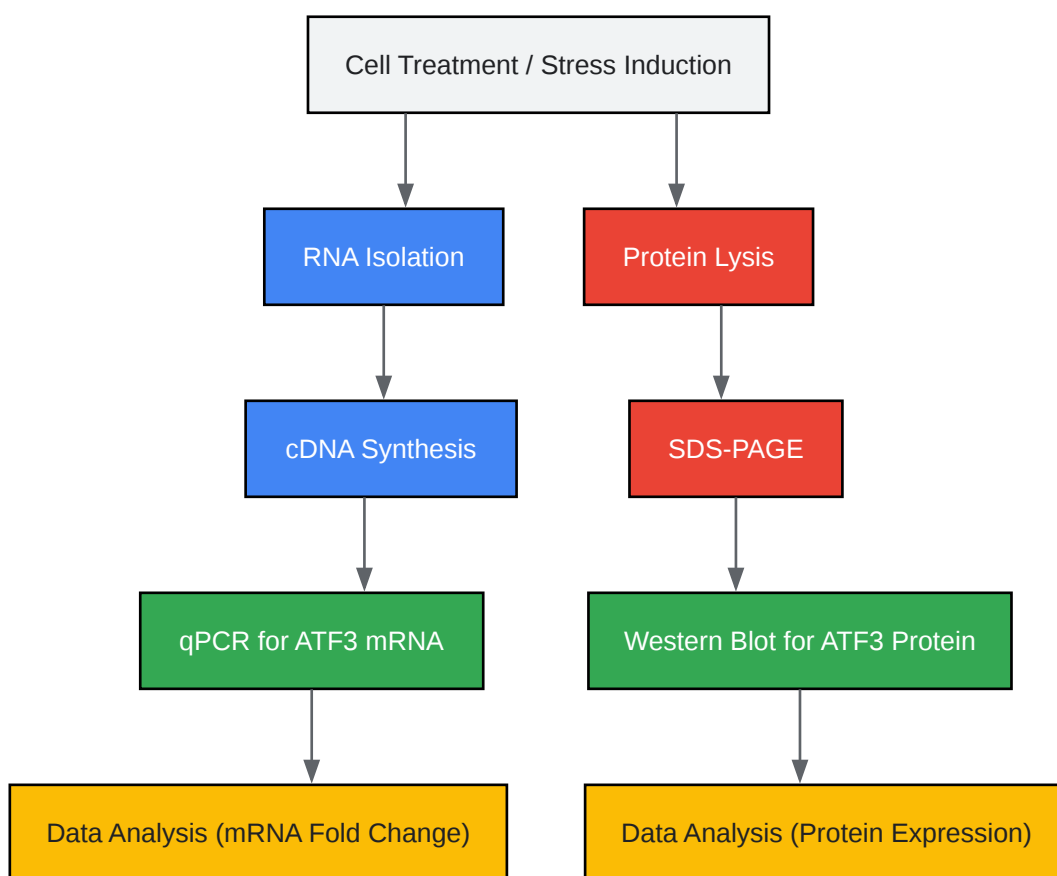 Cell Treatment / Stress Induction
RNA Isolation
Protein Lysis
cDNA Synthesis
SDS-PAGE
qPCR for ATF3 mRNA
Western Blot for ATF3 Protein
Data Analysis (mRNA Fold Change)
Data Analysis (Protein Expression)